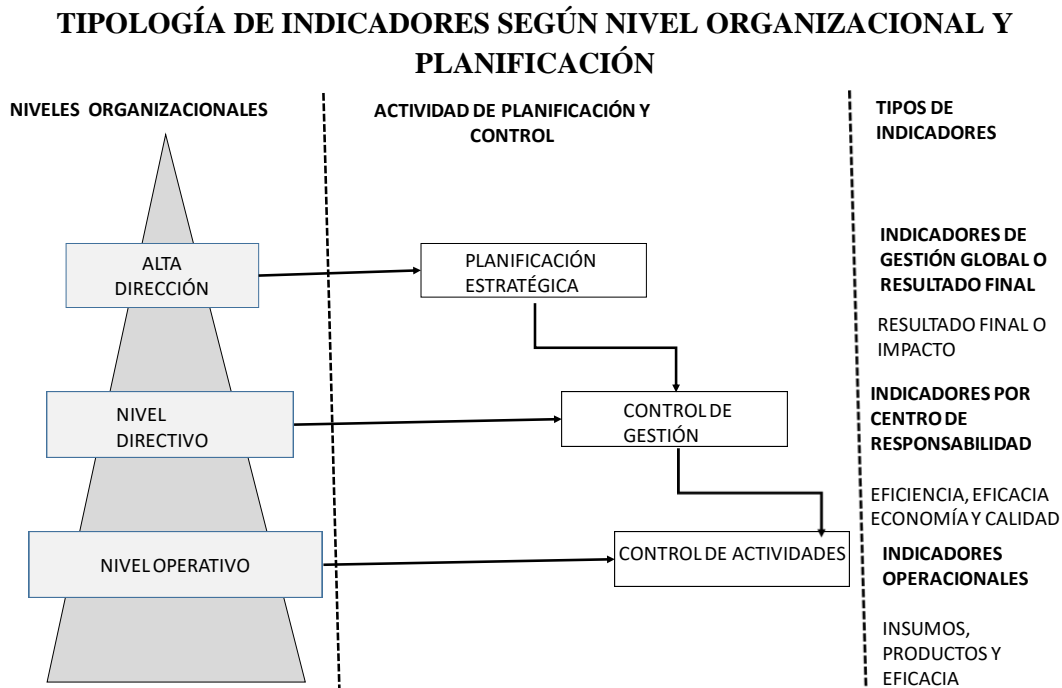 TIPOLOGÍA DE INDICADORES SEGÚN NIVEL ORGANIZACIONAL Y
PLANIFICACIÓN
NIVELES ORGANIZACIONALES
ACTIVIDAD DE PLANIFICACIÓN Y
CONTROL
TIPOS DE
INDICADORES
ALTA
DIRECCIÓN
PLANIFICACIÓN
ESTRATÉGICA
INDICADORES DE
GESTIÓN GLOBAL O
RESULTADO FINAL
RESULTADO FINAL O
IMPACTO
NIVEL
DIRECTIVO
CONTROL DE
GESTIÓN
INDICADORES POR
CENTRO DE
RESPONSABILIDAD
EFICIENCIA, EFICACIA
ECONOMÍA Y CALIDAD
NIVEL OPERATIVO
CONTROL DE ACTIVIDADES
INDICADORES
OPERACIONALES
INSUMOS,
PRODUCTOS Y
EFICACIA